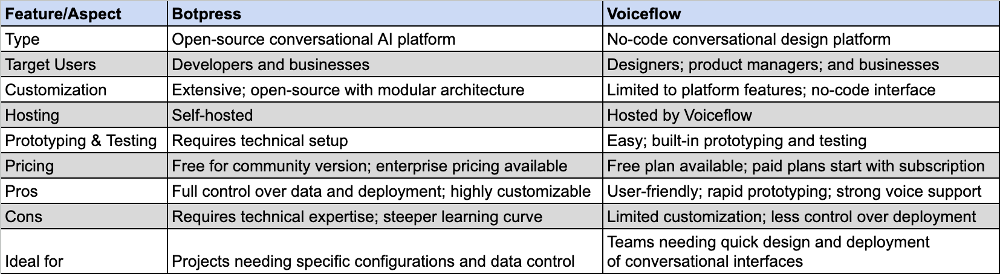 Feature/Aspect Botpress Voiceflow
Type Open-source conversational AI platform No-code conversational design platform
Target Users Developers and businesses Designers; product managers; and businesses
Customization Extensive; open-source with modular architecture Limited to platform features; no-code interface
Hosting Self-hosted Hosted by Voiceflow
Prototyping & Testing Requires technical setup Easy; built-in prototyping and testing
Pricing Free for community version; enterprise pricing available Free plan available; paid plans start with subscription
Pros Full control over data and deployment; highly customizable User-friendly; rapid prototyping; strong voice support
Cons Requires technical expertise; steeper learning curve Limited customization; less control over deployment
Ideal for Projects needing specific configurations and data control Teams needing quick design and deployment
of conversational interfaces